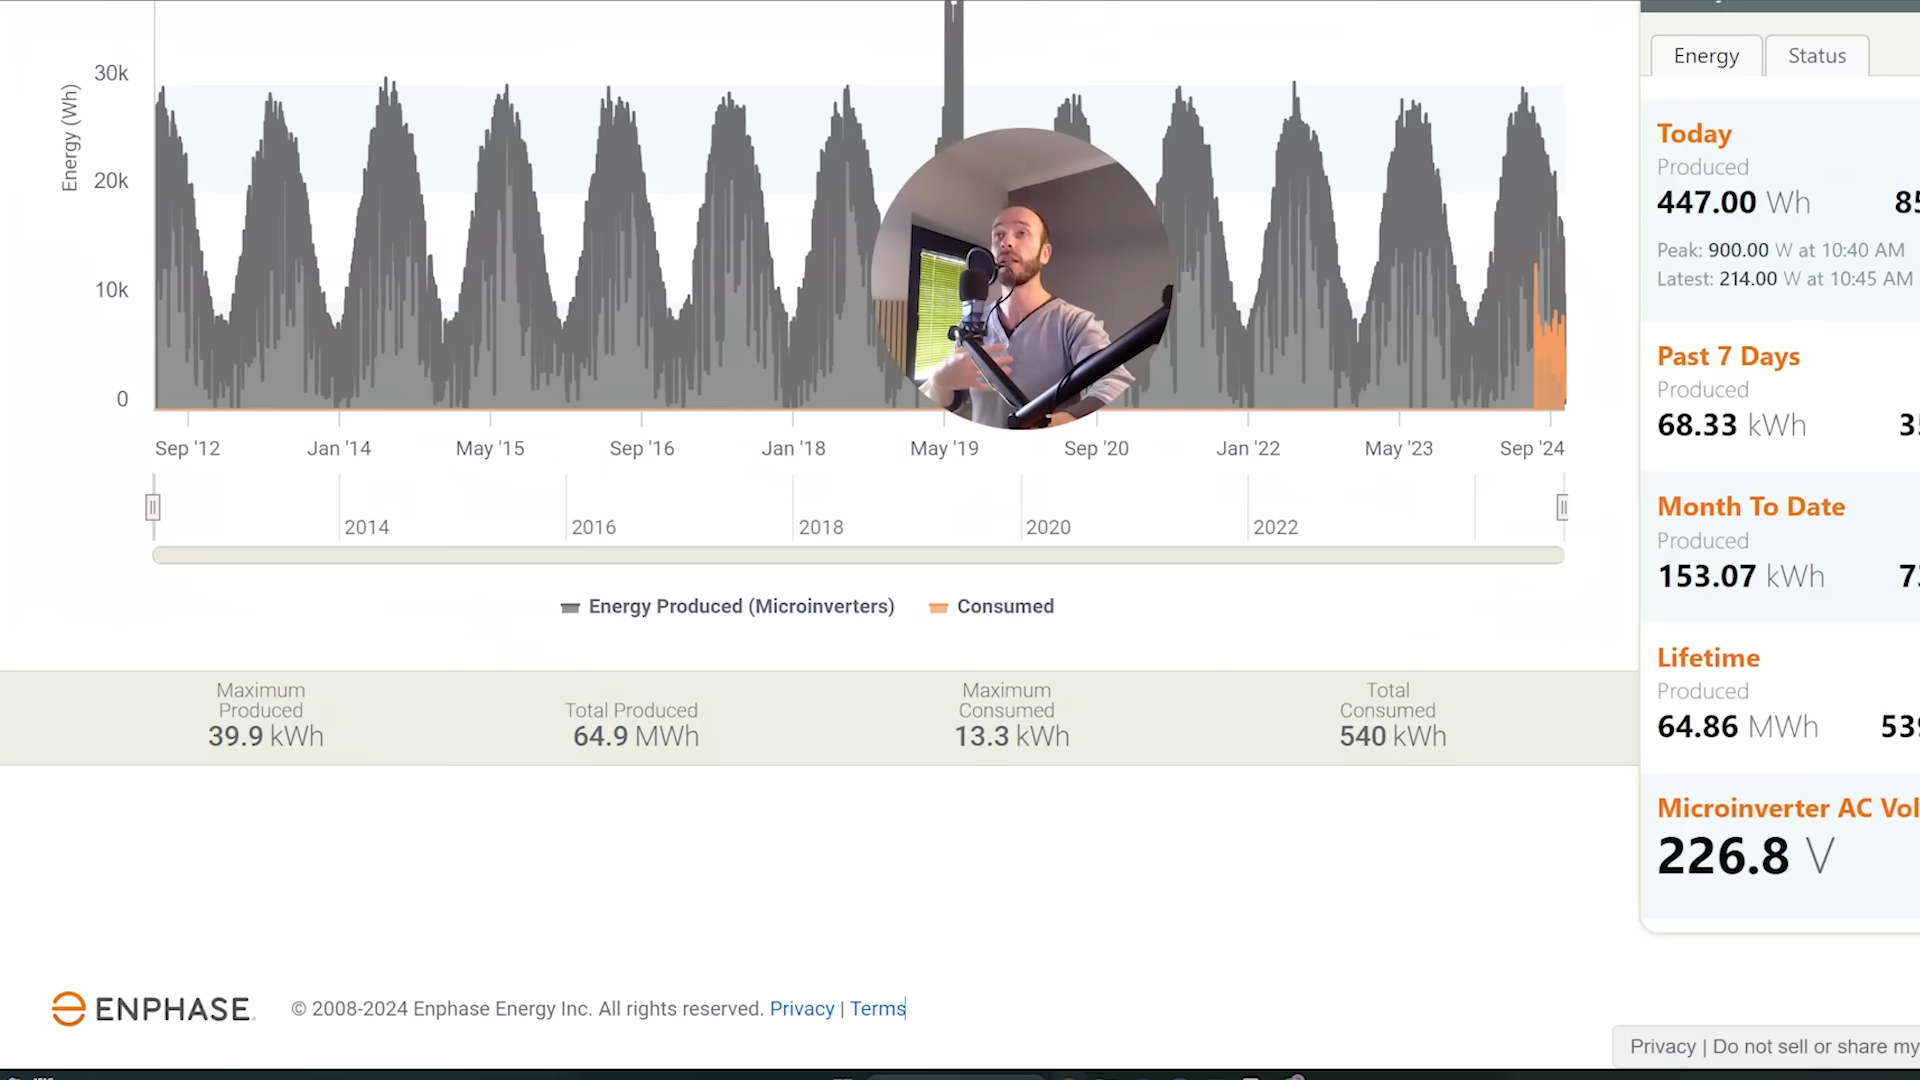 Energy (Wh)
30k
20k
10k
0
Sep '12
Jan '14
May '15
Sep '16
Jan '18
May '19
Sep '20
Jan '22
May '23
Sep '24
2014
2016
2018
2020
2022
Energy Produced (Microinverters)
Consumed
Maximum
Produced
39.9 kWh
Total Produced
64.9 MWh
Maximum
Consumed
13.3 kWh
Total
Consumed
540 kWh
ENPHASE.
© 2008-2024 Enphase Energy Inc. All rights reserved. Privacy | Terms
Energy
Status
Today
Produced
447.00 Wh
Peak: 900.00 W at 10:40 AM
Latest: 214.00 W at 10:45 AM
Past 7 Days
Produced
68.33 kWh
Month To Date
Produced
153.07 kWh
Lifetime
Produced
64.86 MWh
539
Microinverter AC Vol
226.8 V
Privacy | Do not sell or share my